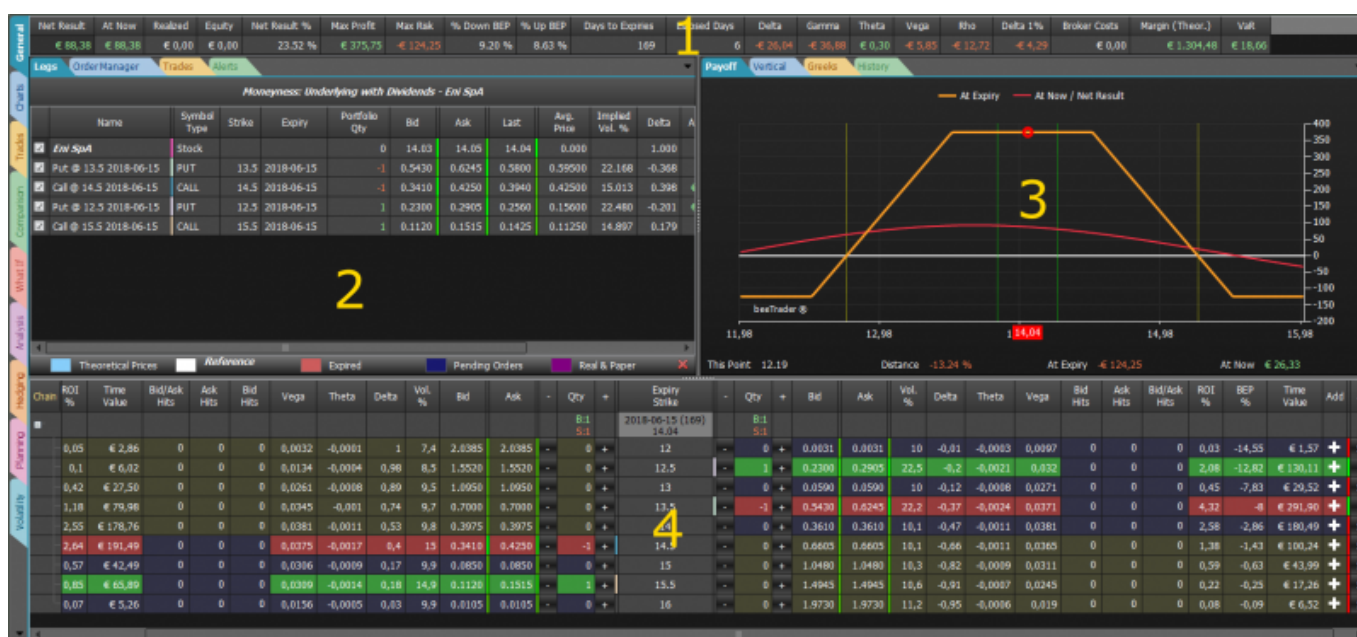 General
Net Result At Now Realized Equity Net Result % Max Profit Max Risk % Down BEP % Up BEP Days to Expiries Elapsed Days Delta Gamma Theta Vega Rho Delta 1% Broker Costs Margin (Theor.) VaR
€ 88,38 € 88,38 € 0,00 € 0,00 23.52 % € 375,75 -€ 124,25 9.20 % 8.63 % 169 6 -€ 26,04 -€ 36,88 € 0,30 -€ 5,85 -€ 12,72 -€ 4,29 € 0,00 € 1.304,48 € 18,66
1
Legs OrderManager Trades Alerts
Moneyness: Underlying with Dividends - Eni SpA
Name Symbol Type Strike Expiry Portfolio Qty Bid Ask Last Avg. Price Implied Vol. % Delta
Eni SpA Stock 0 14.03 14.05 14.04 0.000 1.000
Put @ 13.5 2018-06-15 PUT 13.5 2018-06-15 -1 0.5430 0.6245 0.5800 0.59500 22.168 -0.368
Call @ 14.5 2018-06-15 CALL 14.5 2018-06-15 -1 0.3410 0.4250 0.3940 0.42500 15.013 0.398
Put @ 12.5 2018-06-15 PUT 12.5 2018-06-15 1 0.2300 0.2905 0.2560 0.15600 22.480 -0.201
Call @ 15.5 2018-06-15 CALL 15.5 2018-06-15 1 0.1120 0.1515 0.1425 0.11250 14.897 0.179
2
Theoretical Prices Reference Expired Pending Orders Real & Paper
Charts
Trades
Comparison
What If
Analysis
Hedging
Planning
Volatility
Payoff Vertical Greeks History
At Expiry At Now / Net Result
400
350
300
250
200
150
100
50
0
-50
-100
-150
-200
3
beeTrader ®
11,98 12,98 14,04 14,98 15,98
This Point 12.19 Distance -13.24 % At Expiry -€ 124,25 At Now € 26,33
Chain ROI % Time Value Bid/Ask Hits Ask Hits Bid Hits Vega Theta Delta Vol. % Bid Ask - Qty + Expiry Strike - Qty + Bid Ask Vol. % Delta Theta Vega Bid Hits Ask Hits Bid/Ask Hits ROI % BEP % Time Value Add
B:1 S:1 2018-06-15 (169) 14.04 B:1 S:1
0,05 € 2,86 0 0 0 0,0032 -0,0001 1 7,4 2.0385 2.0385 - 0 + 12 - 0 + 0.0031 0.0031 10 -0,01 -0,0003 0,0097 0 0 0 0,03 -14,55 € 1,57
0,1 € 6,02 0 0 0 0,0134 -0,0004 0,98 8,5 1.5520 1.5520 - 0 + 12.5 - 1 + 0.2300 0.2905 22,5 -0,2 -0,0021 0,032 0 0 0 2,08 -12,82 € 130,11
0,42 € 27,50 0 0 0 0,0261 -0,0008 0,89 9,5 1.0950 1.0950 - 0 + 13 - 0 + 0.0590 0.0590 10 -0,12 -0,0008 0,0271 0 0 0 0,45 -7,83 € 29,52
1,18 € 79,98 0 0 0 0,0345 -0,001 0,74 9,7 0.7000 0.7000 - 0 + 13.5 - -1 + 0.5430 0.6245 22,2 -0,37 -0,0024 0,0371 0 0 0 4,32 -8 € 291,90
2,55 € 178,76 0 0 0 0,0381 -0,0011 0,53 9,8 0.3975 0.3975 - 0 + - 0 + 0.3610 0.3610 10,1 -0,47 -0,0011 0,0381 0 0 0 2,58 -2,86 € 180,49
4
2,64 € 191,49 0 0 0 0,0375 -0,0017 0,4 15 0.3410 0.4250 - -1 + 14.5 - 0 + 0.6605 0.6605 10,1 -0,66 -0,0011 0,0365 0 0 0 1,38 -1,43 € 100,24
0,57 € 42,49 0 0 0 0,0306 -0,0009 0,17 9,9 0.0850 0.0850 - 0 + 15 - 0 + 1.0480 1.0480 10,3 -0,82 -0,0009 0,0311 0 0 0 0,59 -0,63 € 43,99
0,85 € 65,89 0 0 0 0,0309 -0,0014 0,18 14,9 0.1120 0.1515 - 1 + 15.5 - 0 + 1.4945 1.4945 10,6 -0,91 -0,0007 0,0245 0 0 0 0,22 -0,25 € 17,26
0,07 € 5,26 0 0 0 0,0156 -0,0005 0,03 9,9 0.0105 0.0105 - 0 + 16 - 0 + 1.9730 1.9730 11,2 -0,95 -0,0006 0,019 0 0 0 0,08 -0,09 € 6,52